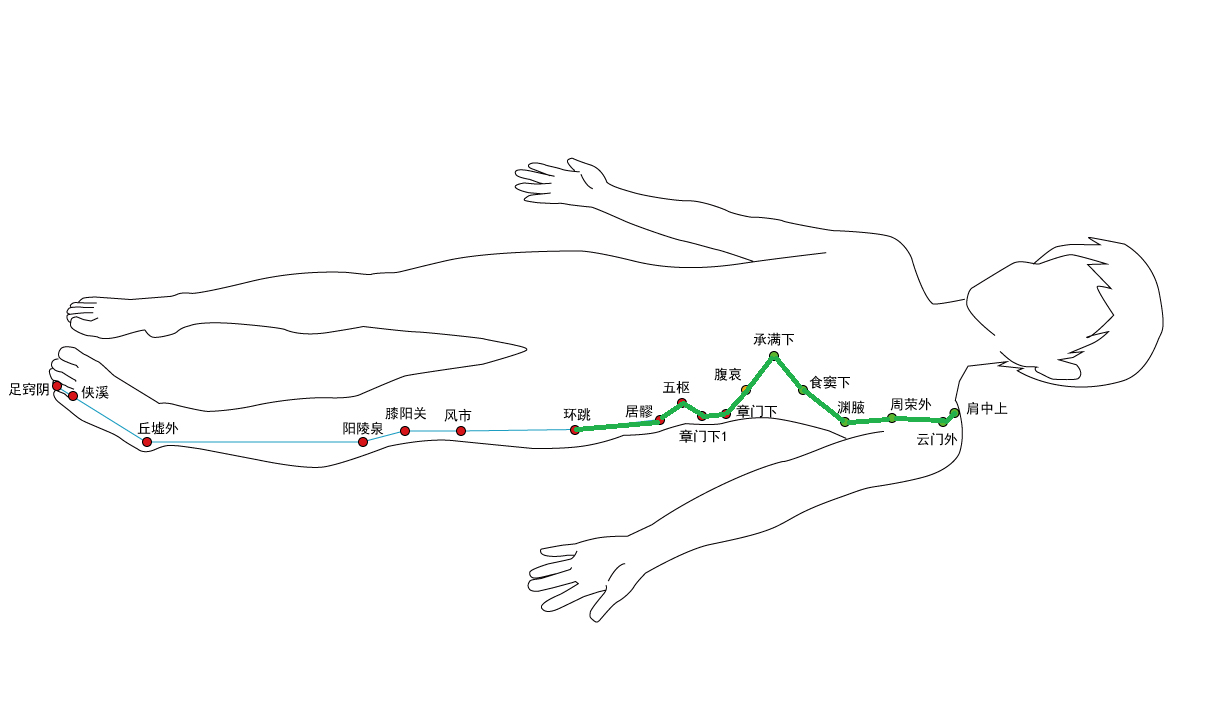 承满下
腹哀
食窦下
五枢
足窍阴
侠溪
丘墟外
阳陵泉
膝阳关
风市
环跳
居髎
章门下1
章门下
渊腋
周荣外
云门外
肩中上